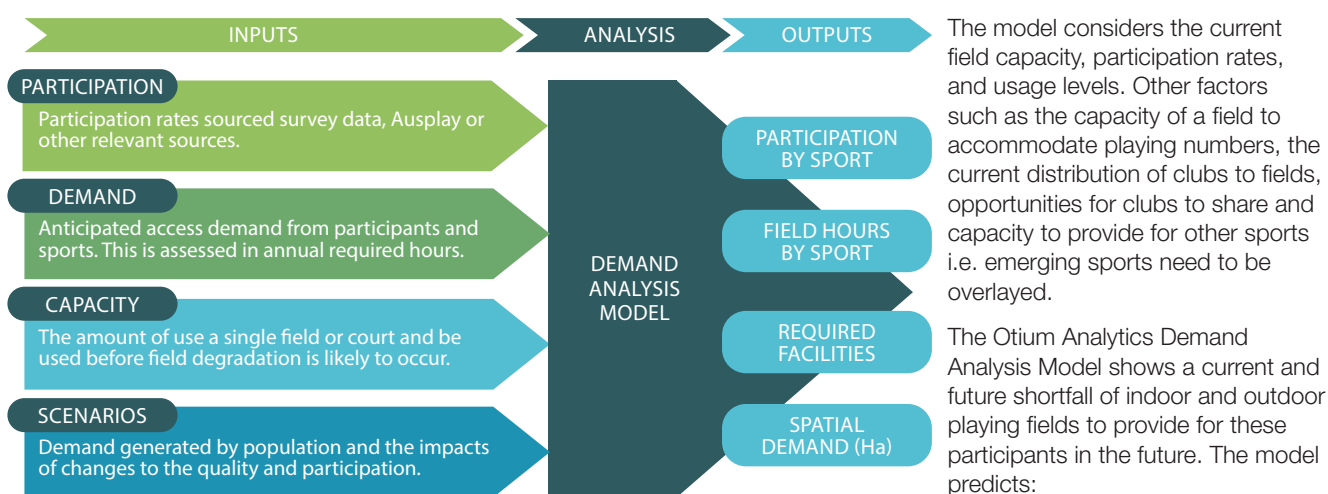 INPUTS
ANALYSIS
OUTPUTS
PARTICIPATION
Participation rates sourced survey data, Ausplay or
other relevant sources.
DEMAND
Anticipated access demand from participants and
sports. This is assessed in annual required hours.
CAPACITY
The amount of use a single field or court and be
used before field degradation is likely to occur.
SCENARIOS
Demand generated by population and the impacts
of changes to the quality and participation.
DEMAND
ANALYSIS
MODEL
PARTICIPATION
BY SPORT
FIELD HOURS
BY SPORT
REQUIRED
FACILITIES
SPATIAL
DEMAND (Ha)
The model considers the current
field capacity, participation rates,
and usage levels. Other factors
such as the capacity of a field to
accommodate playing numbers, the
current distribution of clubs to fields,
opportunities for clubs to share and
capacity to provide for other sports
i.e. emerging sports need to be
overlayed.
The Otium Analytics Demand
Analysis Model shows a current and
future shortfall of indoor and outdoor
playing fields to provide for these
participants in the future. The model
predicts: